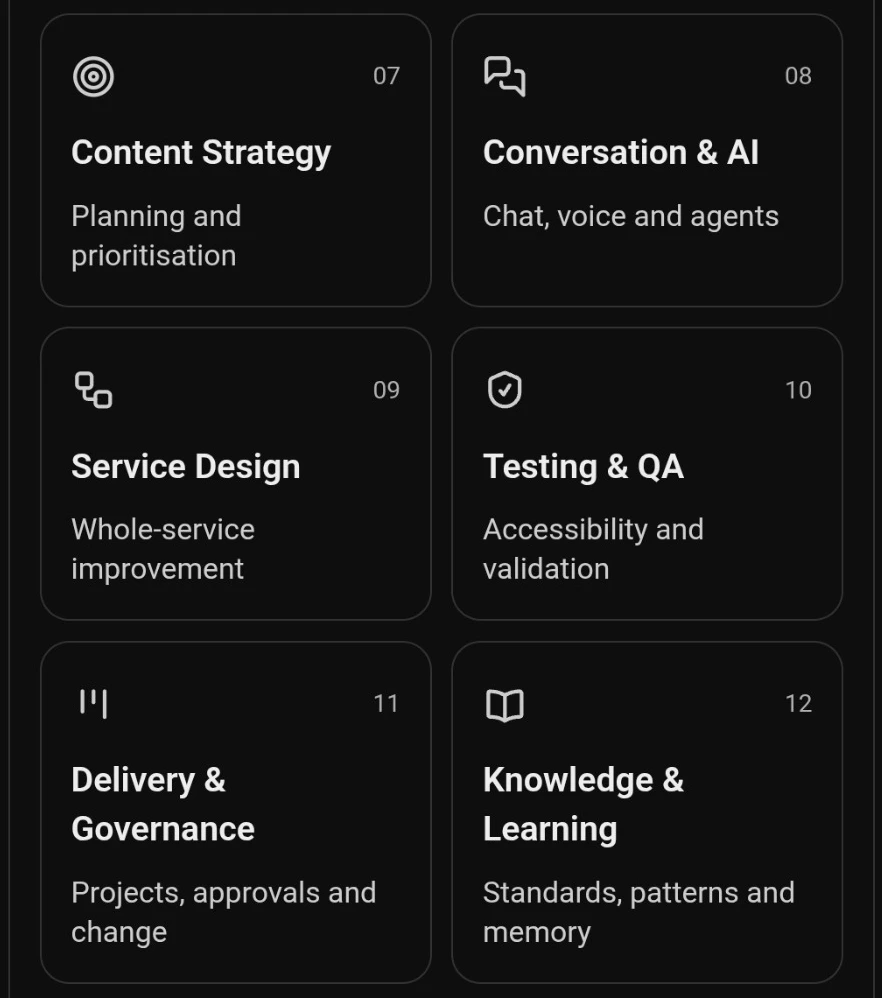 07
Content Strategy
Planning and
prioritisation
08
Conversation & AI
Chat, voice and agents
09
Service Design
Whole-service
improvement
10
Testing & QA
Accessibility and
validation
11
Delivery &
Governance
Projects, approvals and
change
12
Knowledge &
Learning
Standards, patterns and
memory